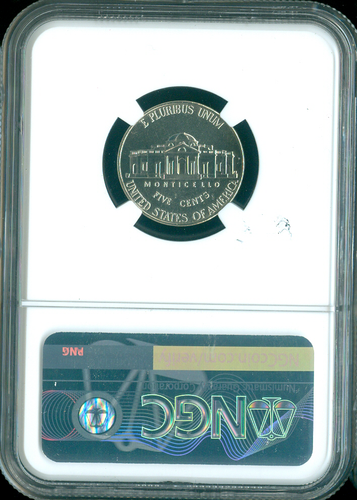 E PLURIBUS UNUM
MONTICELLO
FIVE CENTS
UNITED STATES OF AMERICA
PNG
NGC